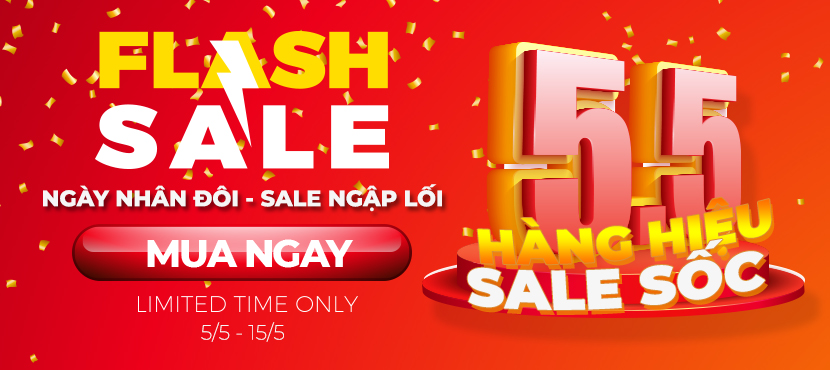 FLASH
SALE
NGÀY NHÂN ĐÔI - SALE NGẬP LỐI
MUA NGAY
LIMITED TIME ONLY
5/5 - 15/5
5.5
HÀNG HIỆU
SALE SỐC